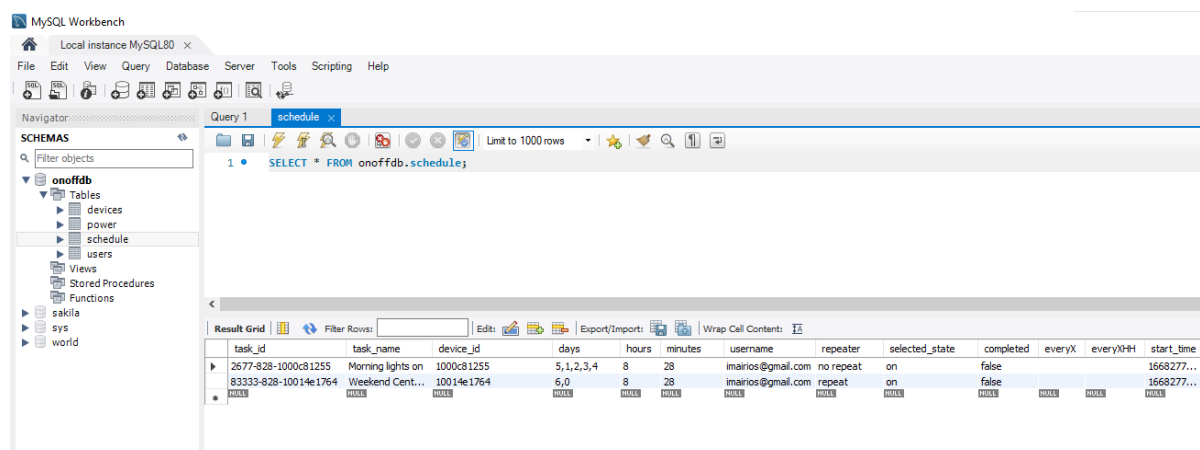 MySQL Workbench
Local instance MySQL80 ×
File Edit View Query Database Server Tools Scripting Help
Navigator
SCHEMAS
Filter objects
onoffdb
Tables
devices
power
schedule
users
Views
Stored Procedures
Functions
sakila
sys
world
Query 1 schedule ×
Limit to 1000 rows
1 SELECT * FROM onoffdb.schedule;
Result Grid Filter Rows: Edit: Export/Import: Wrap Cell Content:
task_id task_name device_id days hours minutes username repeater selected_state completed everyX everyXHH start_time
2677-828-1000c81255 Morning lights on 1000c81255 5,1,2,3,4 8 28 imairios@gmail.com no repeat on false 1668277...
83333-828-10014e1764 Weekend Cent... 10014e1764 6,0 8 28 imairios@gmail.com repeat on false 1668277...
NULL NULL NULL NULL NULL NULL NULL NULL NULL NULL NULL NULL NULL